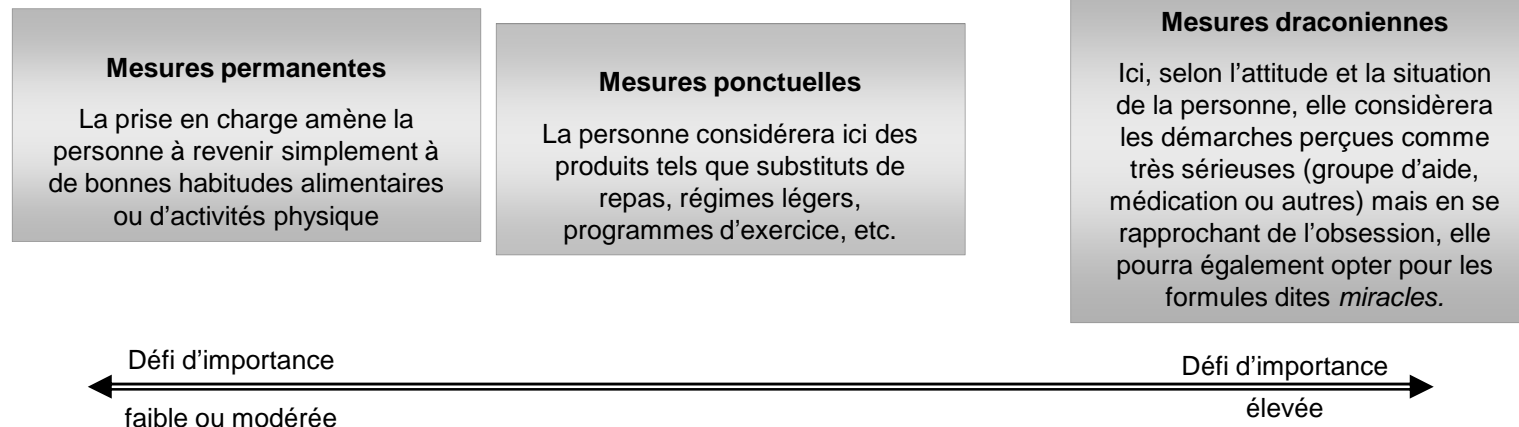 Mesures permanentes
La prise en charge amène la
personne à revenir simplement à
de bonnes habitudes alimentaires
ou d'activités physique
Mesures ponctuelles
La personne considérera ici des
produits tels que substituts de
repas, régimes légers,
programmes d'exercice, etc.
Mesures draconiennes
Ici, selon l'attitude et la situation
de la personne, elle considèrera
les démarches perçues comme
très sérieuses (groupe d'aide,
médication ou autres) mais en se
rapprochant de l'obsession, elle
pourra également opter pour les
formules dites miracles.
Défi d'importance
faible ou modérée
Défi d'importance
élevée